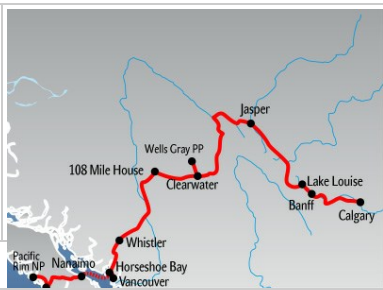 Jasper
Wells Gray PP
108 Mile House
Clearwater
Lake Louise
Banff
Calgary
Whistler
Pacific
Rim NP
Nanaimo
Horseshoe Bay
Vancouver